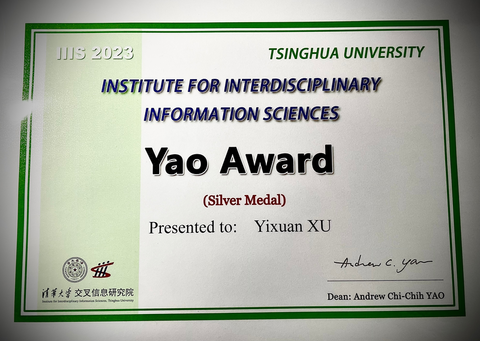 IIIS 2023
TSINGHUA UNIVERSITY
INSTITUTE FOR INTERDISCIPLINARY
INFORMATION SCIENCES
Yao Award
(Silver Medal)
Presented to: Yixuan XU
Andrew C. Yao
清华大学 交叉信息研究院
Institute for Interdisciplinary Information Sciences, Tsinghua University
Dean: Andrew Chi-Chih YAO